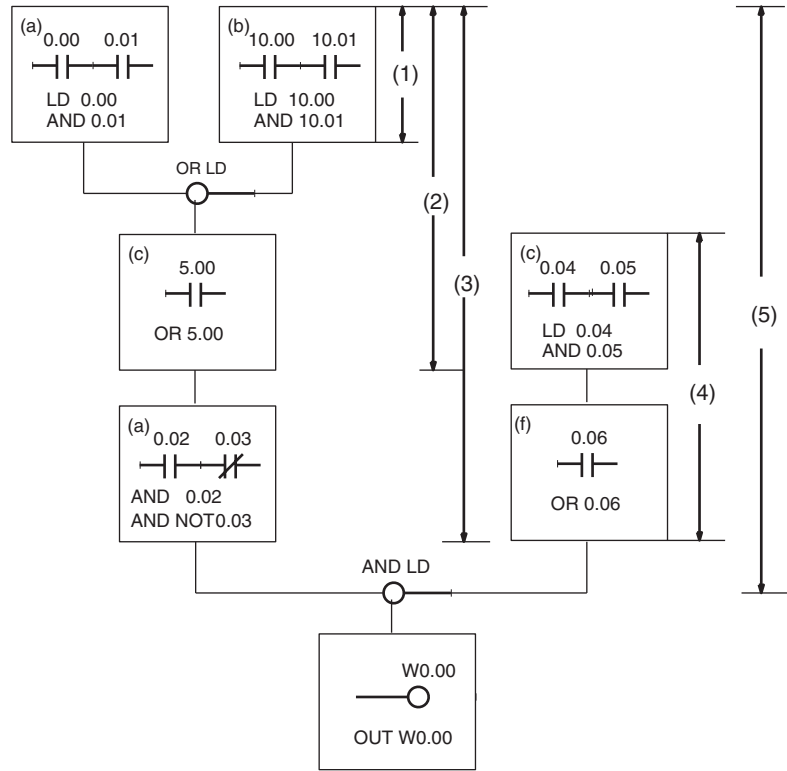 (a)
0.00 0.01
LD 0.00
AND 0.01
(b)
10.00 10.01
LD 10.00
AND 10.01
(1)
OR LD
(2)
(c)
5.00
OR 5.00
(3)
(c)
0.04 0.05
LD 0.04
AND 0.05
(5)
(4)
(a)
0.02 0.03
AND 0.02
AND NOT0.03
(f)
0.06
OR 0.06
AND LD
W0.00
OUT W0.00